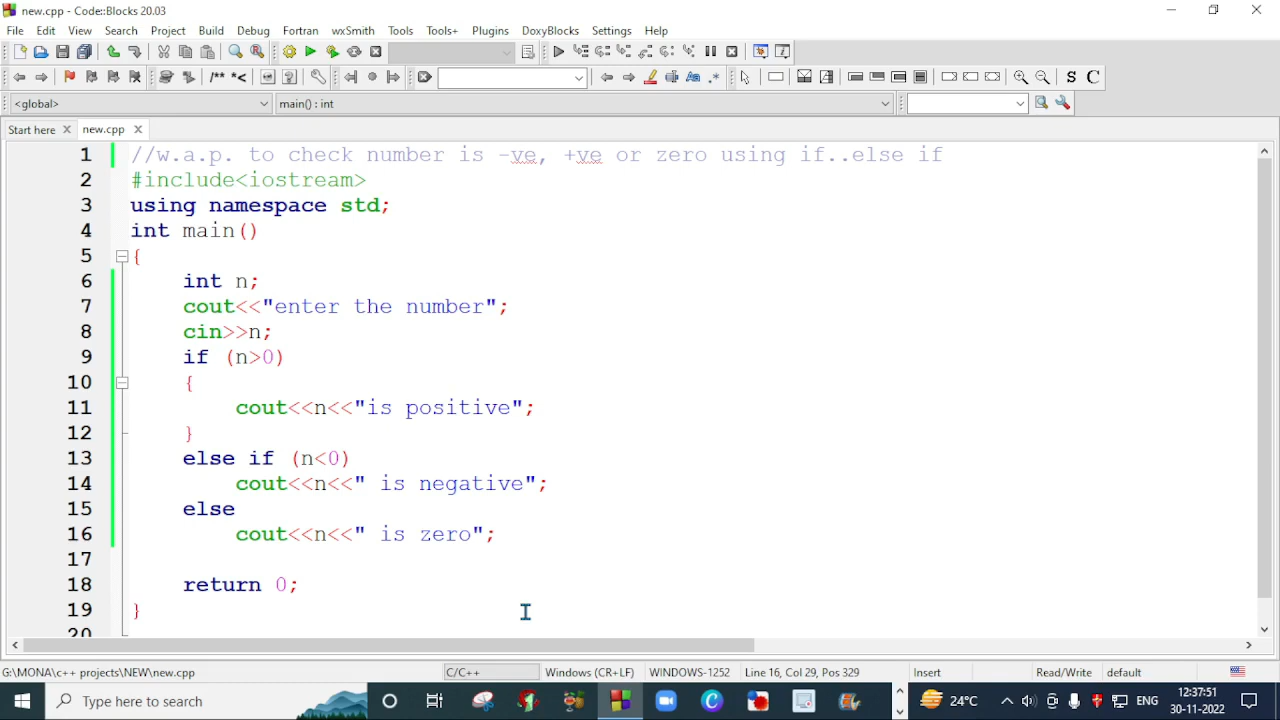 new.cpp - Code::Blocks 20.03
File Edit View Search Project Build Debug Fortran wxSmith Tools Tools+ Plugins DoxyBlocks Settings Help
/** *<
Aa .* S C
<global> main() : int
Start here new.cpp
1 //w.a.p. to check number is -ve, +ve or zero using if..else if
2 #include<iostream>
3 using namespace std;
4 int main()
5 {
6 int n;
7 cout<<"enter the number";
8 cin>>n;
9 if (n>0)
10 {
11 cout<<n<<"is positive";
12 }
13 else if (n<0)
14 cout<<n<<" is negative";
15 else
16 cout<<n<<" is zero";
17
18 return 0;
19 }
20
G:\MONA\c++ projects\NEW\new.cpp C/C++ Windows (CR+LF) WINDOWS-1252 Line 16, Col 29, Pos 329 Insert Read/Write default
Type here to search 24°C ENG 12:37:51
30-11-2022